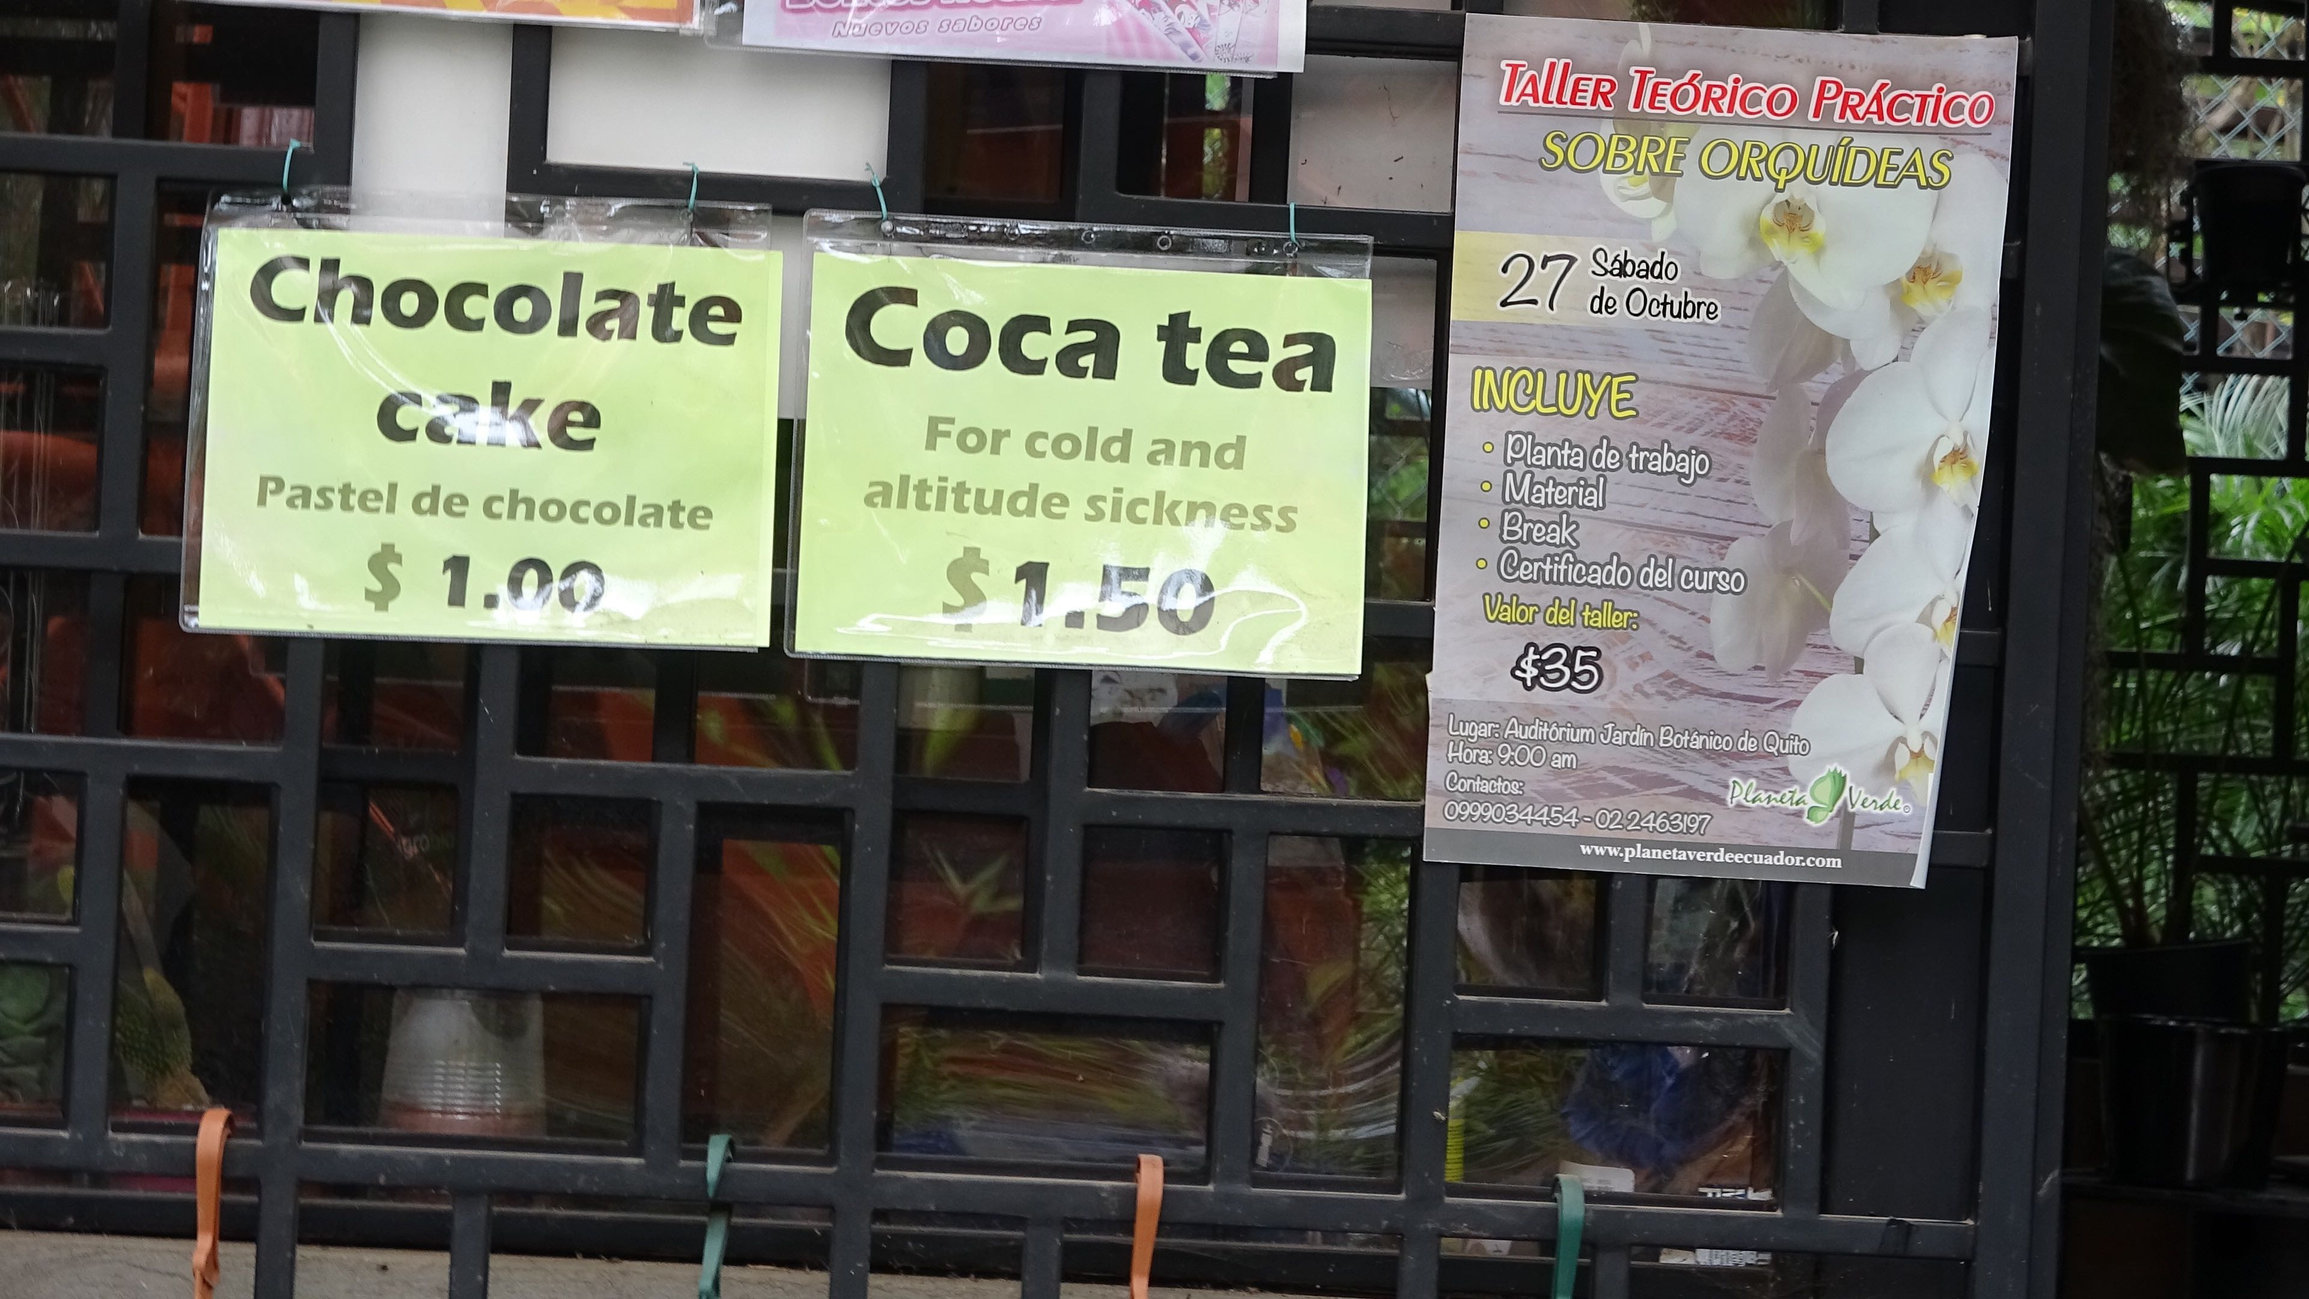 Nuevos sabores
Chocolate
cake
Pastel de chocolate
$ 1.00
Coca tea
For cold and
altitude sickness
$ 1.50
Taller Teórico Práctico
SOBRE ORQUÍDEAS
27 Sábado
de Octubre
INCLUYE
• Planta de trabajo
• Material
• Break
• Certificado del curso
Valor del taller:
$35
Lugar: Auditórium Jardín Botánico de Quito
Hora: 9:00 am
Contactos:
0999034454 - 02 2463197
Planeta Verde
www.planetaverdeecuador.com